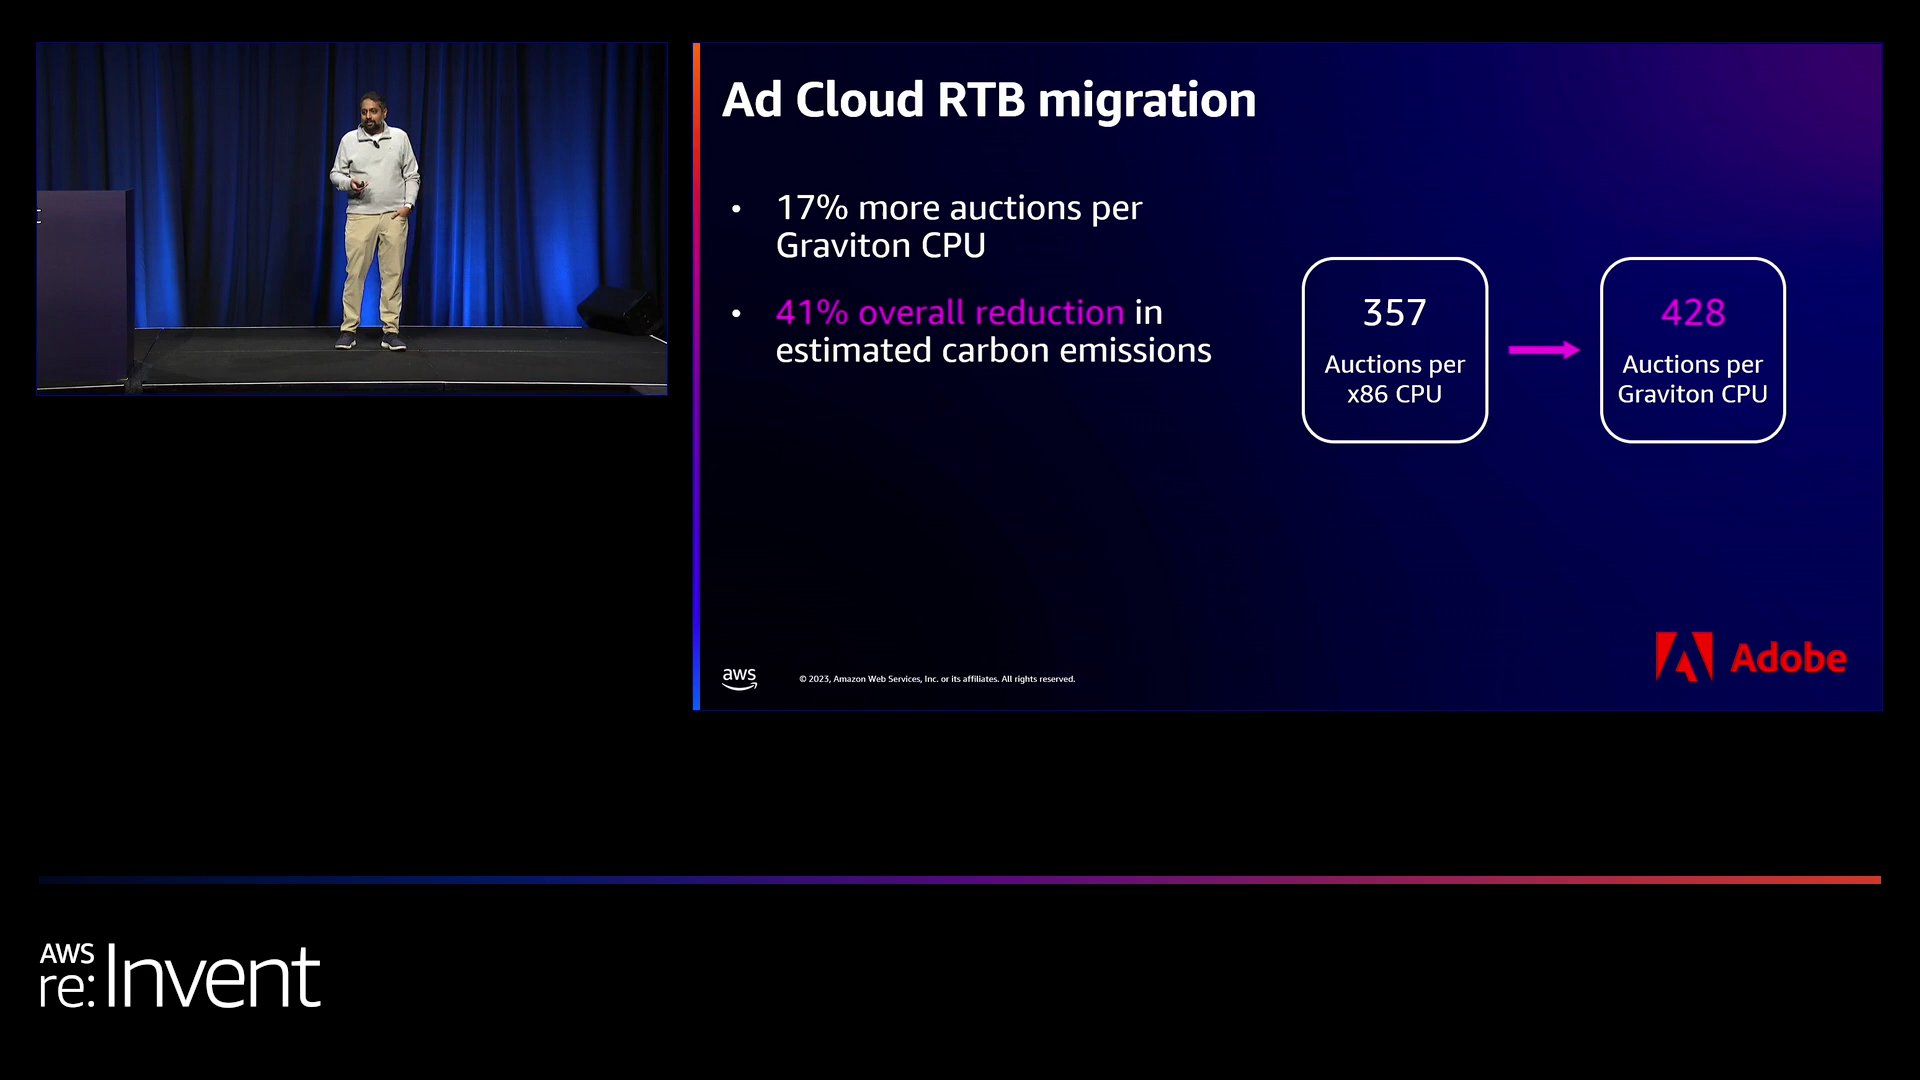 Ad Cloud RTB migration
• 17% more auctions per
Graviton CPU
• 41% overall reduction in
estimated carbon emissions
357
Auctions per
x86 CPU
428
Auctions per
Graviton CPU
aws
© 2023, Amazon Web Services, Inc. or its affiliates. All rights reserved.
Adobe
AWS
re:Invent